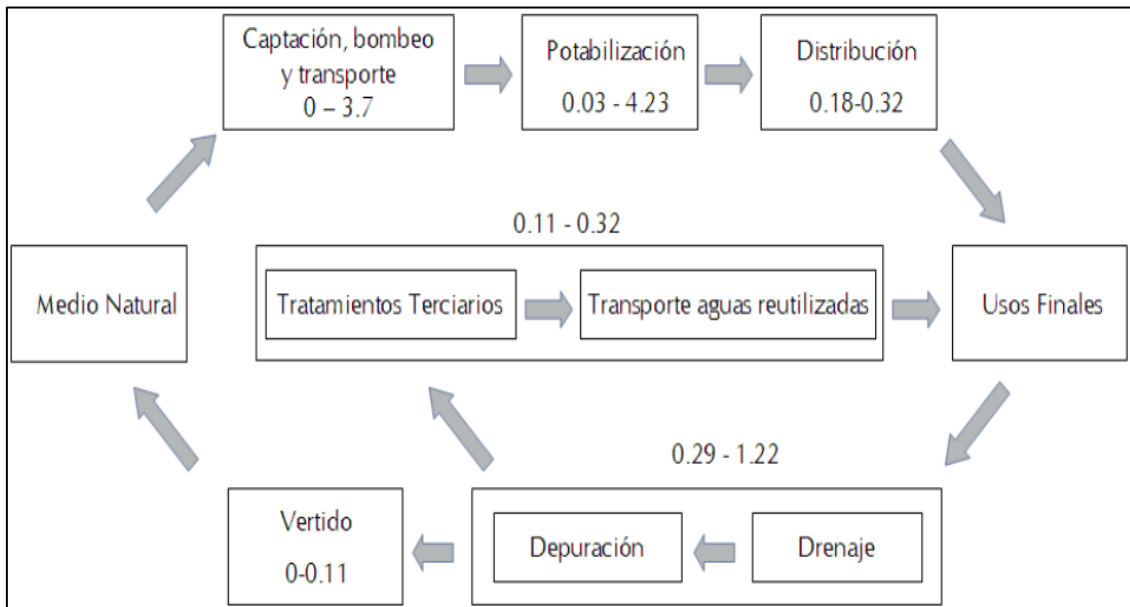 Captación, bombeo
y transporte
0 – 3.7
Potabilización
0.03 - 4.23
Distribución
0.18-0.32
0.11 - 0.32
Medio Natural
Tratamientos Terciarios
Transporte aguas reutilizadas
Usos Finales
0.29 - 1.22
Vertido
0-0.11
Depuración
Drenaje